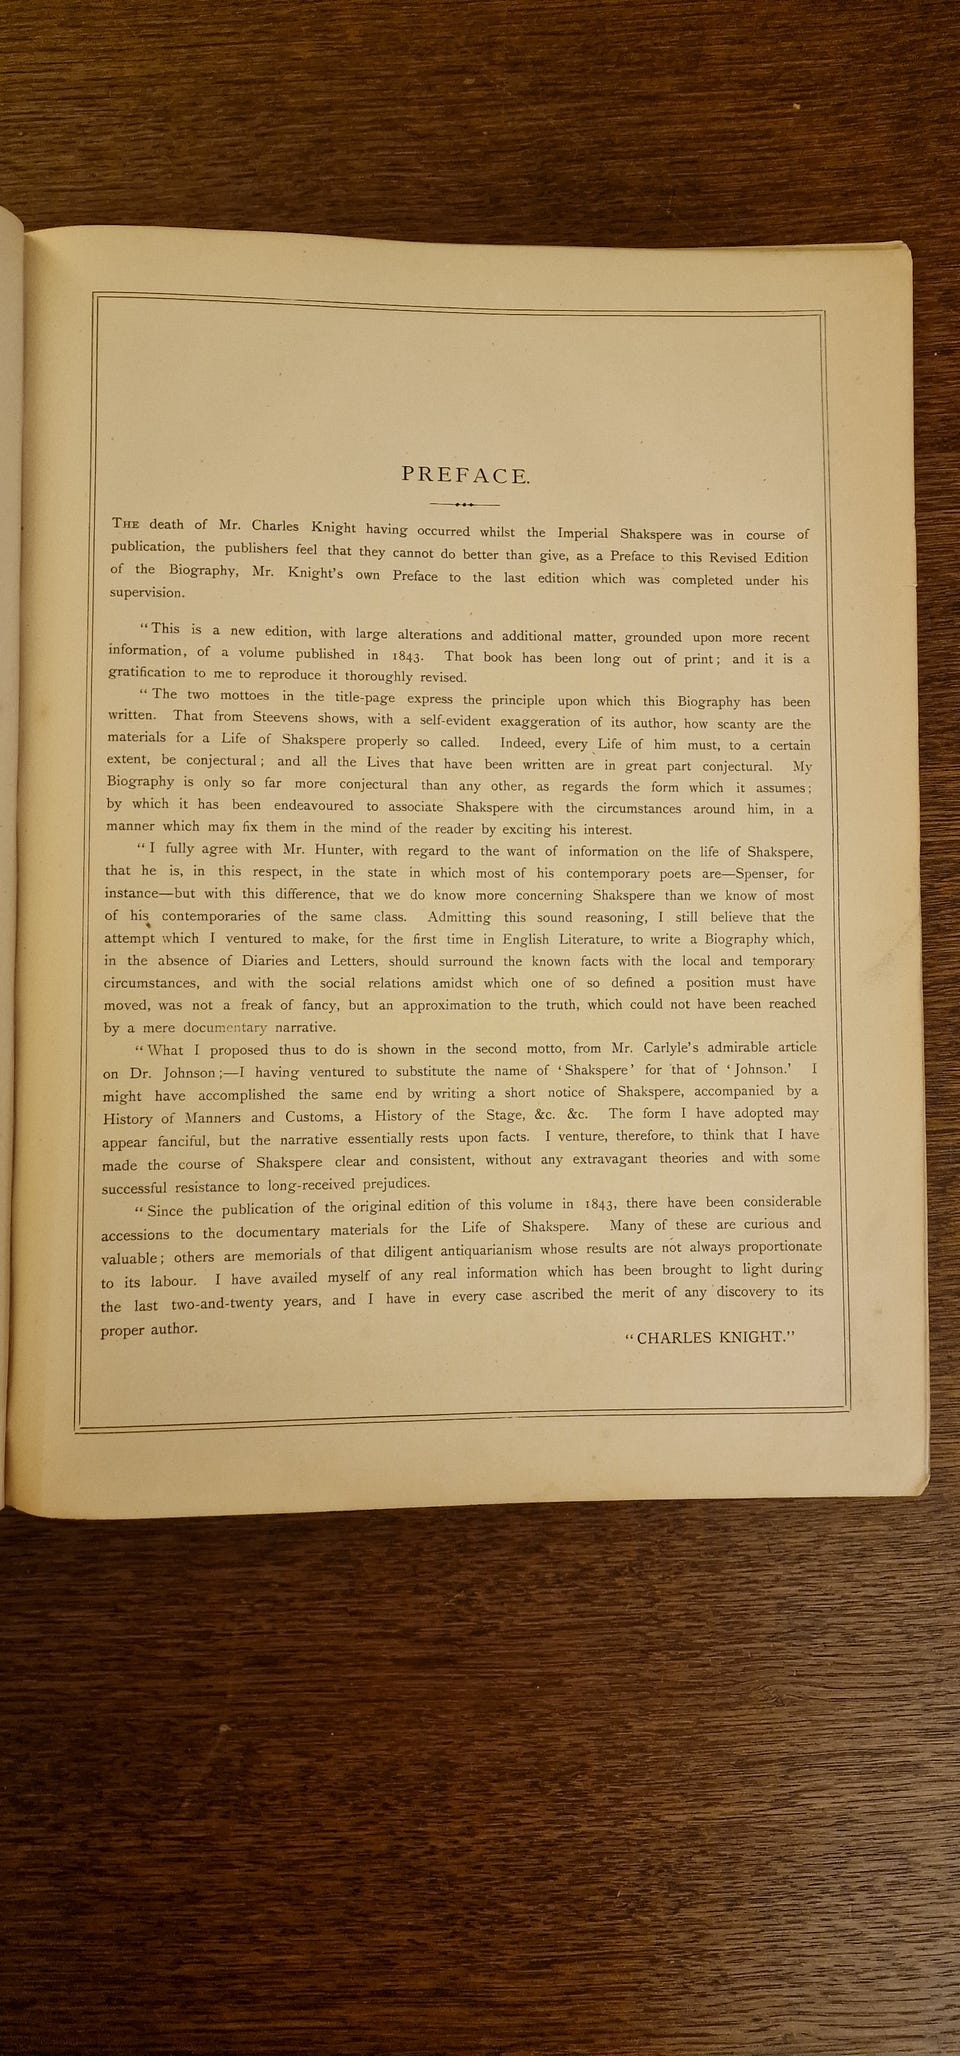 PREFACE.
THE death of Mr. Charles Knight having occurred whilst the Imperial Shakspere was in course of
publication, the publishers feel that they cannot do better than give, as a Preface to this Revised Edition
of the Biography, Mr. Knight's own Preface to the last edition which was completed under his
supervision.
“This is a new edition, with large alterations and additional matter, grounded upon more recent
information, of a volume published in 1843. That book has been long out of print; and it is a
gratification to me to reproduce it thoroughly revised.
“The two mottoes in the title-page express the principle upon which this Biography has been
written. That from Steevens shows, with a self-evident exaggeration of its author, how scanty are the
materials for a Life of Shakspere properly so called. Indeed, every Life of him must, to a certain
extent, be conjectural; and all the Lives that have been written are in great part conjectural. My
Biography is only so far more conjectural than any other, as regards the form which it assumes;
by which it has been endeavoured to associate Shakspere with the circumstances around him, in a
manner which may fix them in the mind of the reader by exciting his interest.
“I fully agree with Mr. Hunter, with regard to the want of information on the life of Shakspere,
that he is, in this respect, in the state in which most of his contemporary poets are—Spenser, for
instance—but with this difference, that we do know more concerning Shakspere than we know of most
of his contemporaries of the same class. Admitting this sound reasoning, I still believe that the
attempt which I ventured to make, for the first time in English Literature, to write a Biography which,
in the absence of Diaries and Letters, should surround the known facts with the local and temporary
circumstances, and with the social relations amidst which one of so defined a position must have
moved, was not a freak of fancy, but an approximation to the truth, which could not have been reached
by a mere documentary narrative.
“What I proposed thus to do is shown in the second motto, from Mr. Carlyle's admirable article
on Dr. Johnson;—I having ventured to substitute the name of ‘Shakspere’ for that of ‘Johnson.’ I
might have accomplished the same end by writing a short notice of Shakspere, accompanied by a
History of Manners and Customs, a History of the Stage, &c. &c. The form I have adopted may
appear fanciful, but the narrative essentially rests upon facts. I venture, therefore, to think that I have
made the course of Shakspere clear and consistent, without any extravagant theories and with some
successful resistance to long-received prejudices.
“Since the publication of the original edition of this volume in 1843, there have been considerable
accessions to the documentary materials for the Life of Shakspere. Many of these are curious and
valuable; others are memorials of that diligent antiquarianism whose results are not always proportionate
to its labour. I have availed myself of any real information which has been brought to light during
the last two-and-twenty years, and I have in every case ascribed the merit of any discovery to its
proper author.
“CHARLES KNIGHT.”